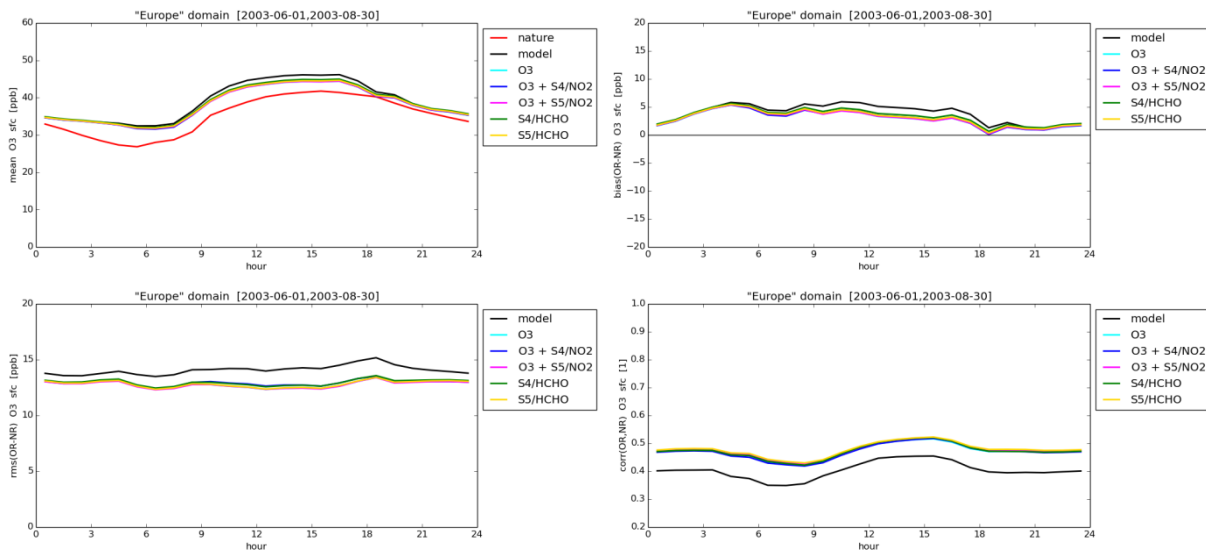 "Europe" domain [2003-06-01,2003-08-30]
60
50
40
30
20
10
0
mean O3 sfc [ppb]
0 3 6 9 12 15 18 21 24
hour
nature
model
O3
O3 + S4/NO2
O3 + S5/NO2
S4/HCHO
S5/HCHO
"Europe" domain [2003-06-01,2003-08-30]
20
15
10
5
0
−5
−10
−15
−20
bias(OR-NR) O3 sfc [ppb]
0 3 6 9 12 15 18 21 24
hour
model
O3
O3 + S4/NO2
O3 + S5/NO2
S4/HCHO
S5/HCHO
"Europe" domain [2003-06-01,2003-08-30]
20
15
10
5
0
rms(OR-NR) O3 sfc [ppb]
0 3 6 9 12 15 18 21 24
hour
model
O3
O3 + S4/NO2
O3 + S5/NO2
S4/HCHO
S5/HCHO
"Europe" domain [2003-06-01,2003-08-30]
1.0
0.9
0.8
0.7
0.6
0.5
0.4
0.3
0.2
corr(OR,NR) O3 sfc [1]
0 3 6 9 12 15 18 21 24
hour
model
O3
O3 + S4/NO2
O3 + S5/NO2
S4/HCHO
S5/HCHO